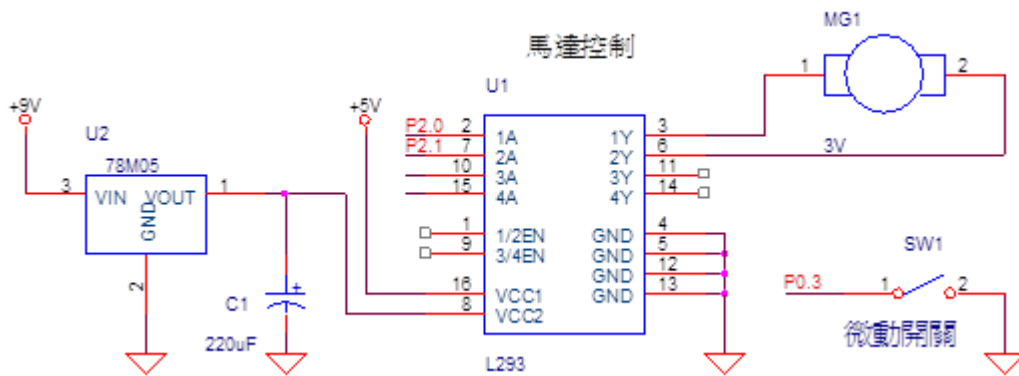 馬達控制
MG1
1
2
U1
+9V
+5V
U2
78M05
3
VIN
VOUT
1
GND
2
C1
+
220uF
P2.0
2
1A
1Y
3
P2.1
7
2A
2Y
6
3V
10
3A
3Y
11
15
4A
4Y
14
1
1/2EN
GND
4
9
3/4EN
GND
5
GND
12
16
VCC1
GND
13
8
VCC2
L293
SW1
P0.3
1
2
微動開關